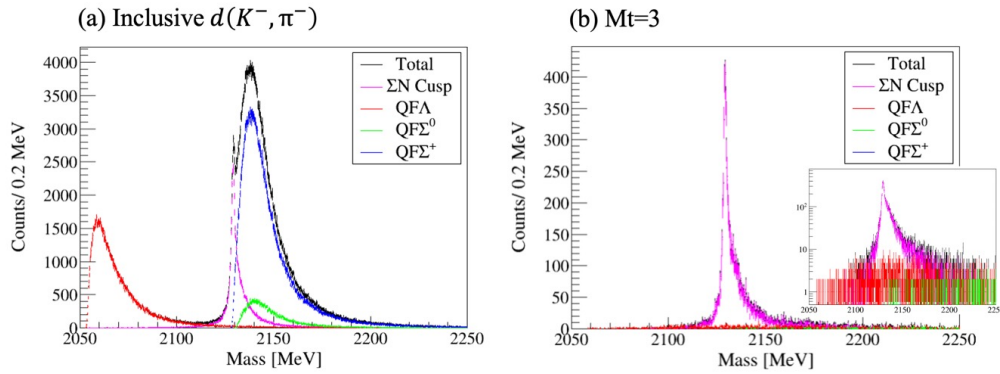 (a) Inclusive d(K⁻, π⁻)
Counts/ 0.2 MeV
4000
3500
3000
2500
2000
1500
1000
500
0
2050
2100
2150
2200
2250
Mass [MeV]
Total
ΣN Cusp
QFΛ
QFΣ⁰
QFΣ⁺
(b) Mt=3
Counts/ 0.2 MeV
400
350
300
250
200
150
100
50
0
2050
2100
2150
2200
2250
Mass [MeV]
Total
ΣN Cusp
QFΛ
QFΣ⁰
QFΣ⁺
10²
10
1
2050
2100
2150
2200
225